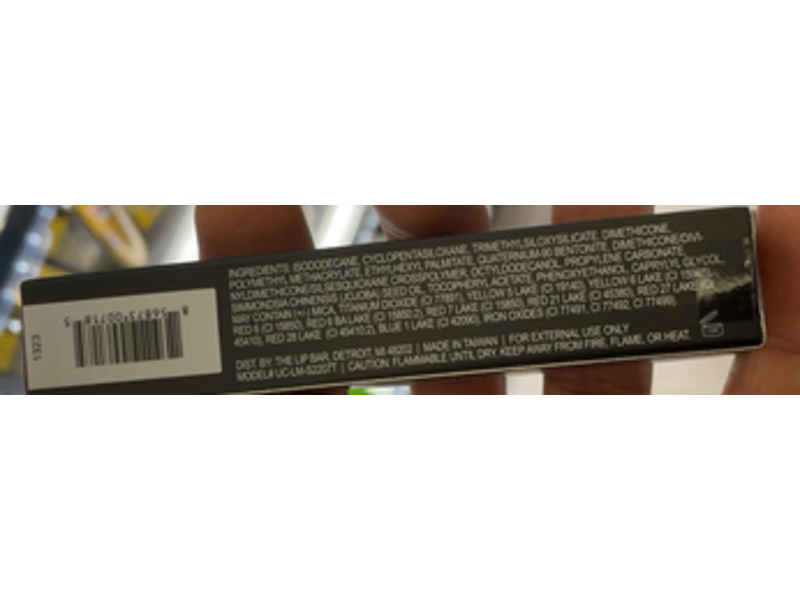 INGREDIENTS: ISODODECANE, CYCLOPENTASILOXANE, TRIMETHYLSILOXYSILICATE, DIMETHICONE,
POLYMETHYL METHACRYLATE, ETHYLHEXYL PALMITATE, QUATERNIUM-90 BENTONITE, DIMETHICONE/DIVI-
NYLDIMETHICONE/SILSESQUIOXANE CROSSPOLYMER, OCTYLDODECANOL, PROPYLENE CARBONATE,
SIMMONDSIA CHINENSIS (JOJOBA) SEED OIL, TOCOPHERYL ACETATE, PHENOXYETHANOL, CAPRYLYL GLYCOL,
MAY CONTAIN (+/-) MICA, TITANIUM DIOXIDE (CI 77891), YELLOW 5 LAKE (CI 19140), YELLOW 6 LAKE (CI
RED 6 (CI 15850), RED 6 BA LAKE (CI 15850:2), RED 7 LAKE (CI 15850), RED 21 LAKE (CI 45380), RED 27 LAKE
45410), RED 28 LAKE (CI 45410:2), BLUE 1 LAKE (CI 42090), IRON OXIDES (CI 77491, CI 77492, CI 77499).
DIST. BY. THE LIP BAR, DETROIT, MI 48202 | MADE IN TAIWAN | FOR EXTERNAL USE ONLY
MODEL# | CAUTION: FLAMMABLE UNTIL DRY. KEEP AWAY FROM FIRE, FLAME, OR HEAT.
8 56873 00718 5
1323